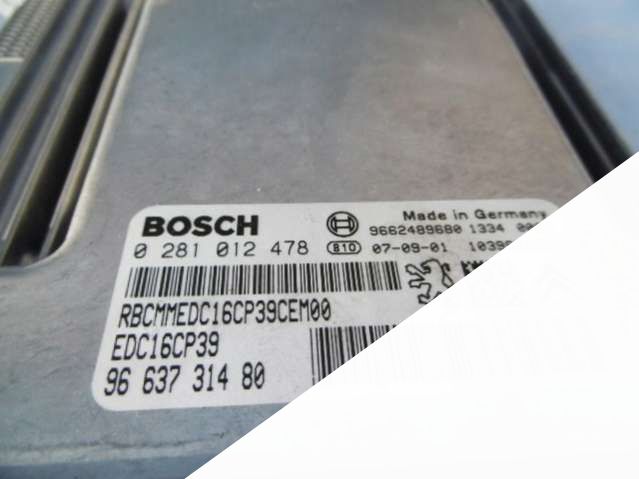 BOSCH
Made in Germany
9662489680 1334
0 281 012 478
B10 07-09-01
RBCMMEDC16CP39CEM00
EDC16CP39
96 637 314 80